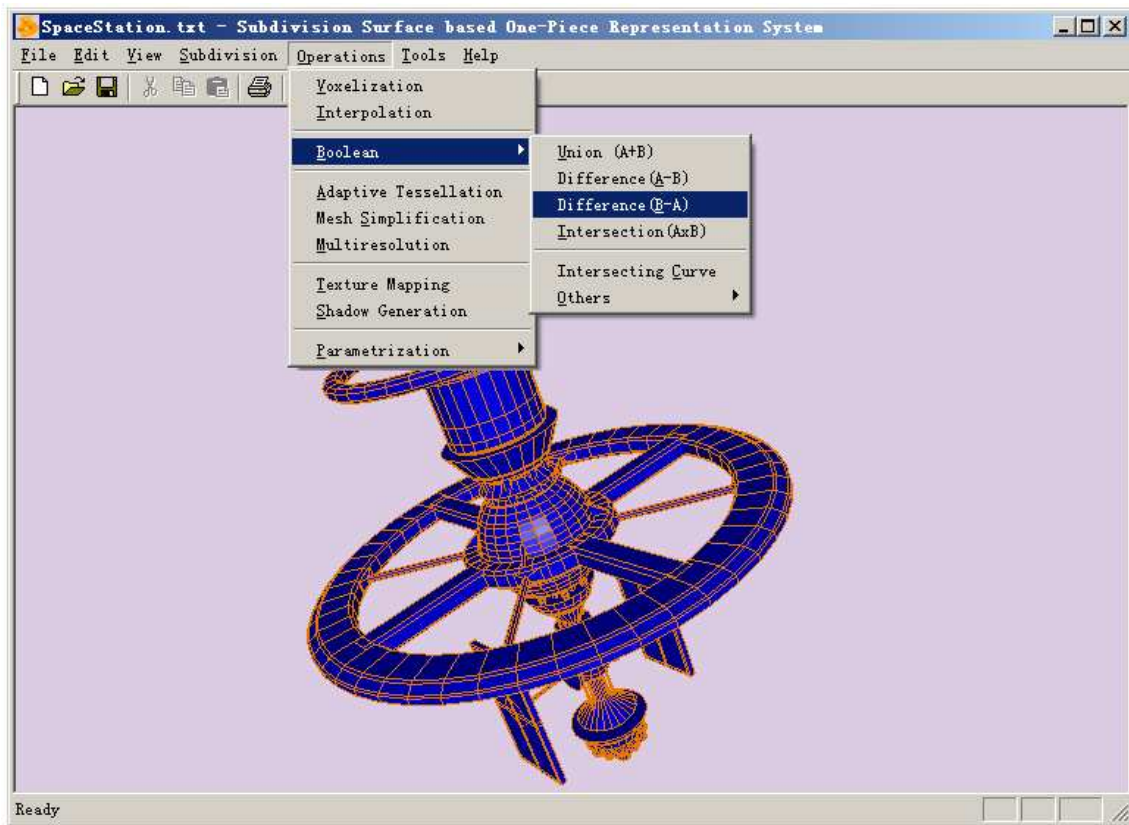 SpaceStation.txt - Subdivision Surface based One-Piece Representation System
File Edit View Subdivision Operations Tools Help
Voxelization
Interpolation
Boolean
Adaptive Tessellation
Mesh Simplification
Multiresolution
Texture Mapping
Shadow Generation
Parametrization
Union (A+B)
Difference(A-B)
Difference(B-A)
Intersection(AxB)
Intersecting Curve
Others
Ready